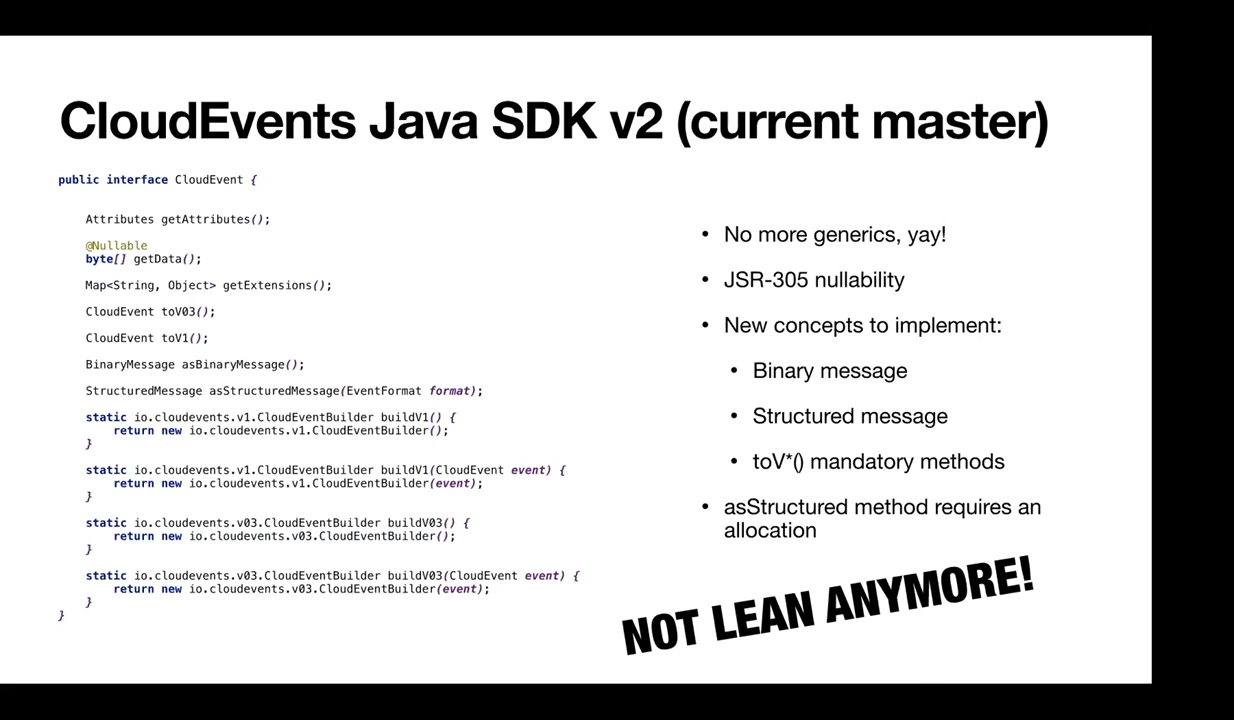 CloudEvents Java SDK v2 (current master)
public interface CloudEvent {
Attributes getAttributes();
@Nullable
byte[] getData();
Map<String, Object> getExtensions();
CloudEvent toV03();
CloudEvent toV1();
BinaryMessage asBinaryMessage();
StructuredMessage asStructuredMessage(EventFormat format);
static io.cloudevents.v1.CloudEventBuilder buildV1() {
return new io.cloudevents.v1.CloudEventBuilder();
}
static io.cloudevents.v1.CloudEventBuilder buildV1(CloudEvent event) {
return new io.cloudevents.v1.CloudEventBuilder(event);
}
static io.cloudevents.v03.CloudEventBuilder buildV03() {
return new io.cloudevents.v03.CloudEventBuilder();
}
static io.cloudevents.v03.CloudEventBuilder buildV03(CloudEvent event) {
return new io.cloudevents.v03.CloudEventBuilder(event);
}
}
• No more generics, yay!
• JSR-305 nullability
• New concepts to implement:
• Binary message
• Structured message
• toV*() mandatory methods
• asStructured method requires an
allocation
NOT LEAN ANYMORE!